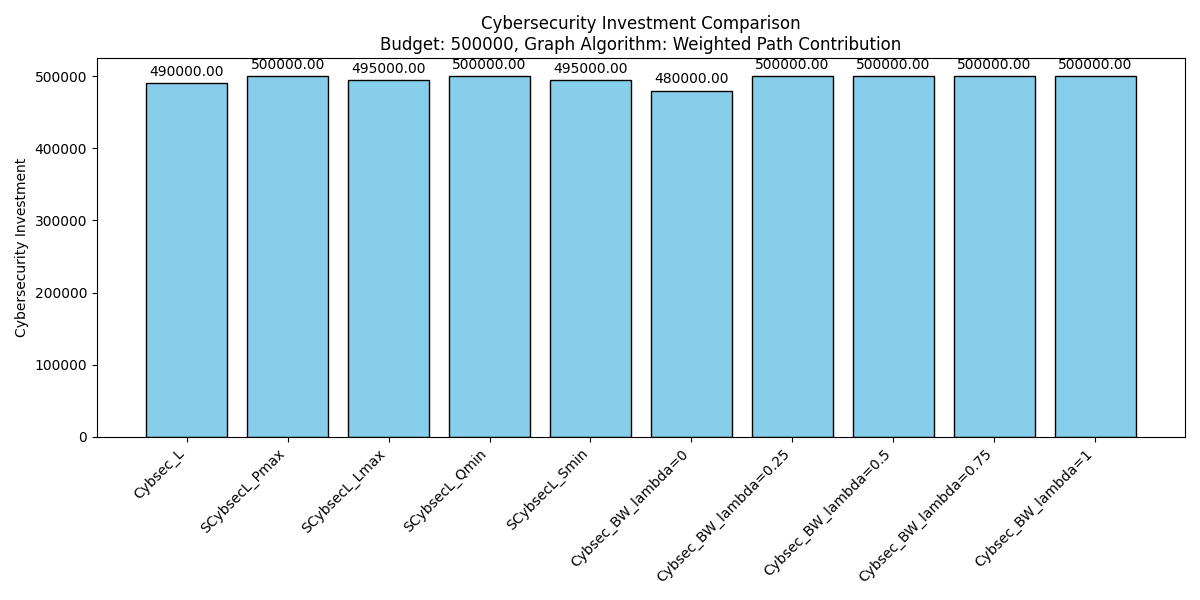 Cybersecurity Investment Comparison
Budget: 500000, Graph Algorithm: Weighted Path Contribution
Cybersecurity Investment
500000
400000
300000
200000
100000
0
490000.00
500000.00
495000.00
500000.00
495000.00
480000.00
500000.00
500000.00
500000.00
500000.00
Cybsec_L
SCybsecL_Pmax
SCybsecL_Lmax
SCybsecL_Qmin
SCybsecL_Smin
Cybsec_BW_lambda=0
Cybsec_BW_lambda=0.25
Cybsec_BW_lambda=0.5
Cybsec_BW_lambda=0.75
Cybsec_BW_lambda=1